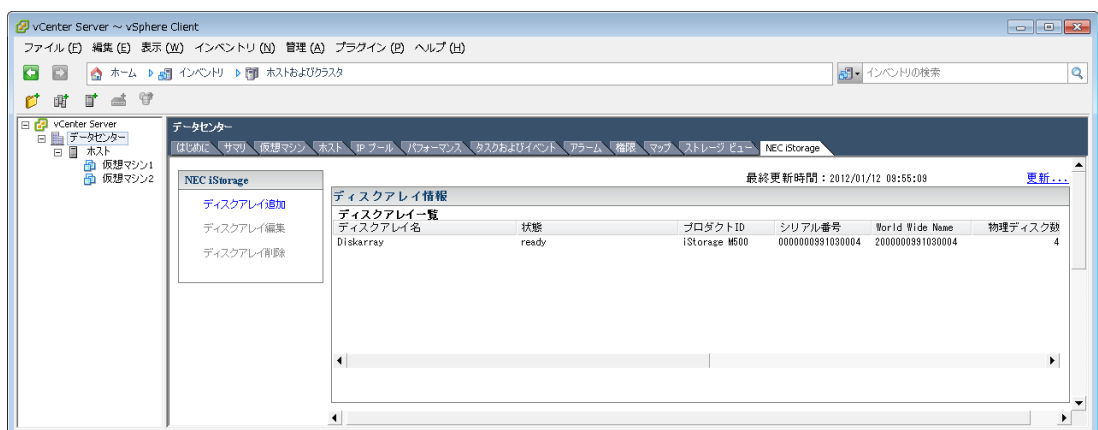 vCenter Server ～ vSphere Client
ファイル (F) 編集 (E) 表示 (W) インベントリ (N) 管理 (A) プラグイン (P) ヘルプ (H)
ホーム インベントリ ホストおよびクラスタ インベントリの検索
vCenter Server
データセンター
ホスト
仮想マシン1
仮想マシン2
データセンター
はじめに サマリ 仮想マシン ホスト IP プール パフォーマンス タスクおよびイベント アラーム 権限 マップ ストレージ ビュー NEC iStorage
NEC iStorage
ディスクアレイ追加
ディスクアレイ編集
ディスクアレイ削除
最終更新時間：2012/01/12 09:55:09 更新...
ディスクアレイ情報
ディスクアレイ一覧
ディスクアレイ名 状態 プロダクトID シリアル番号 World Wide Name 物理ディスク数
Diskarray ready iStorage M500 0000000991030004 2000000991030004 4